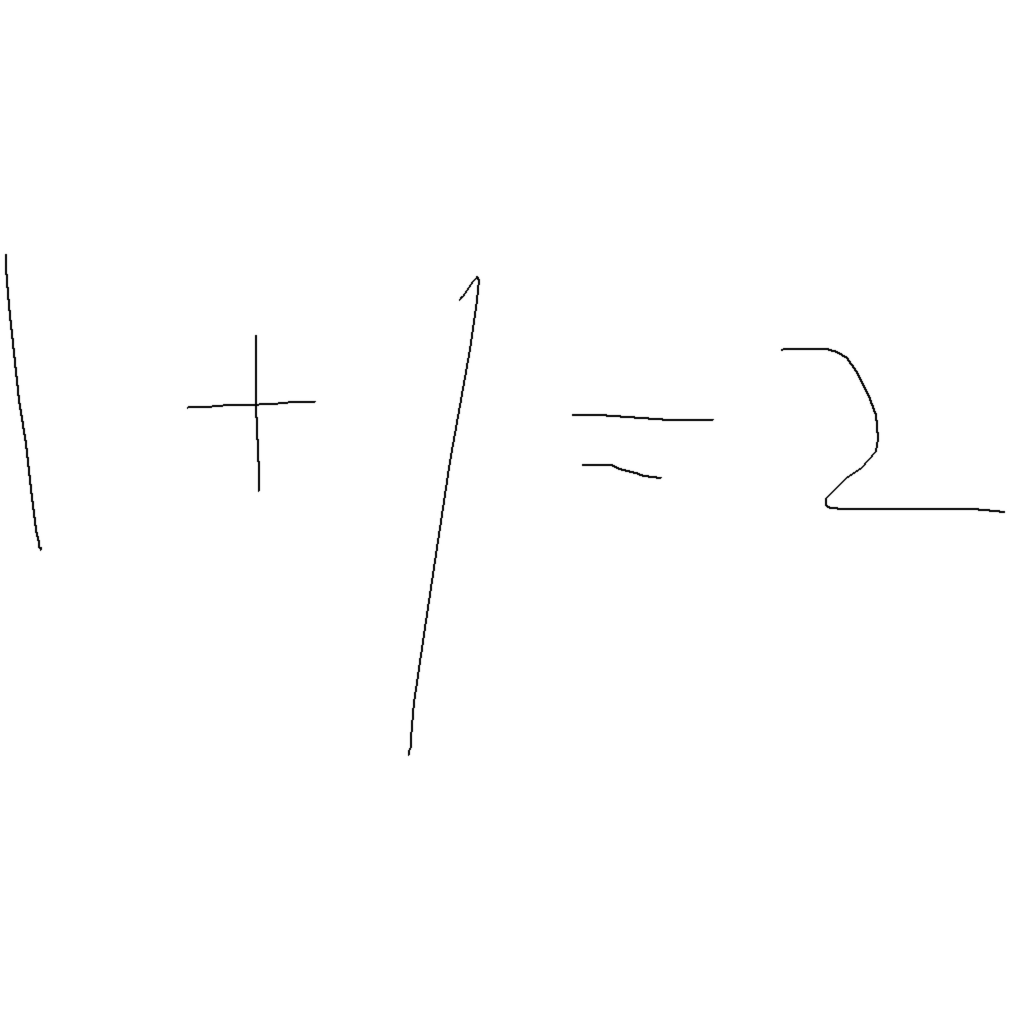 1 + 1 = 2